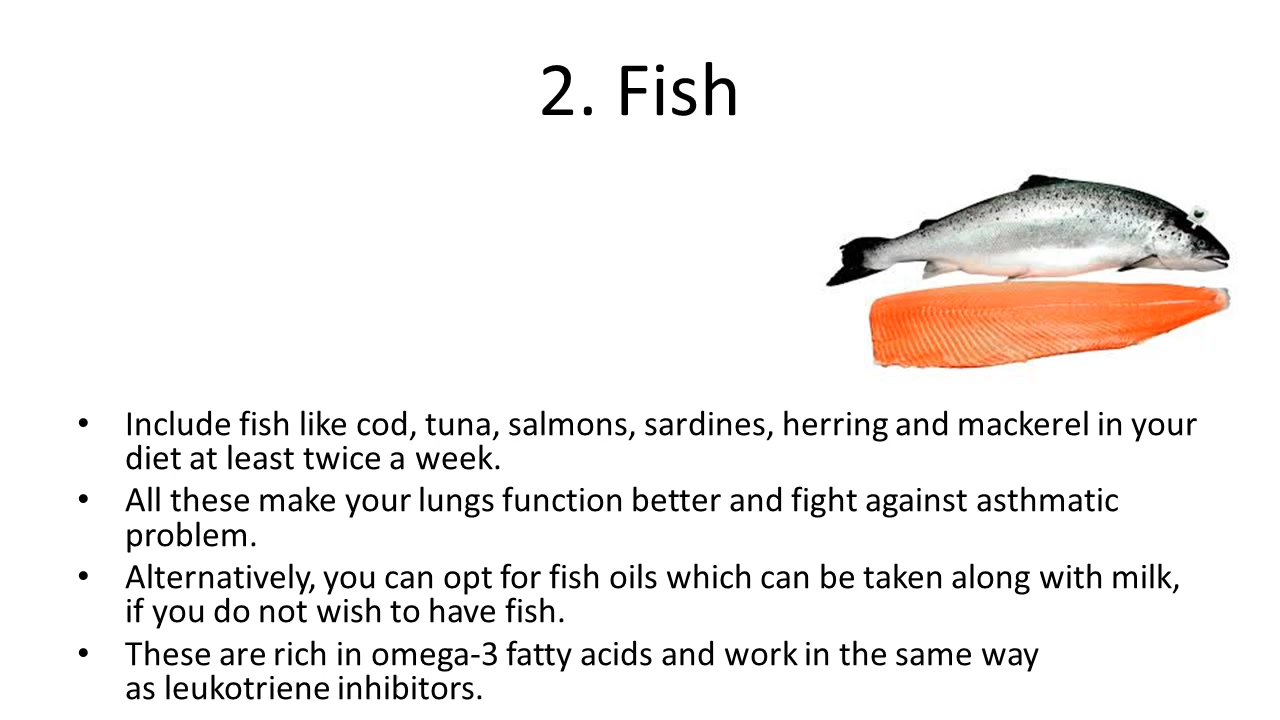 2. Fish
• Include fish like cod, tuna, salmons, sardines, herring and mackerel in your
diet at least twice a week.
• All these make your lungs function better and fight against asthmatic
problem.
• Alternatively, you can opt for fish oils which can be taken along with milk,
if you do not wish to have fish.
• These are rich in omega-3 fatty acids and work in the same way
as leukotriene inhibitors.